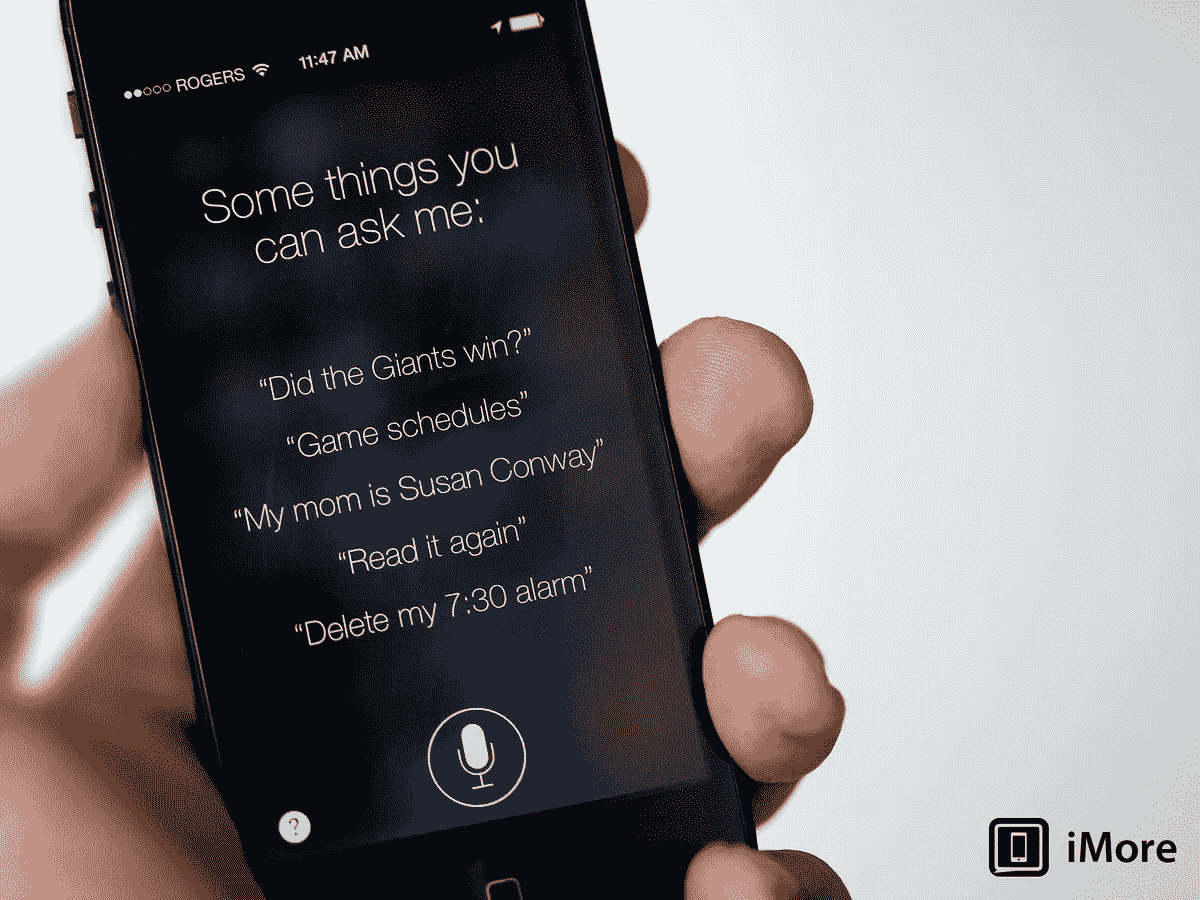 ROGERS 11:47 AM
Some things you
can ask me:
“Did the Giants win?”
“Game schedules”
“My mom is Susan Conway”
“Read it again”
“Delete my 7:30 alarm”
?
iMore